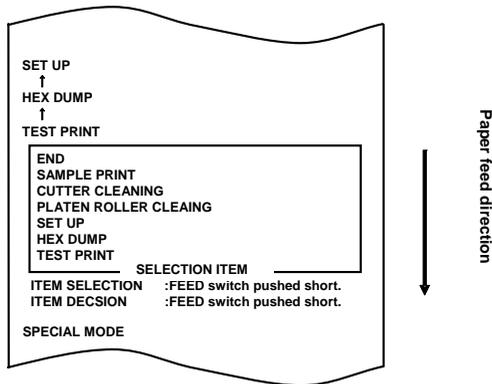 SET UP
↑
HEX DUMP
↑
TEST PRINT
END
SAMPLE PRINT
CUTTER CLEANING
PLATEN ROLLER CLEAING
SET UP
HEX DUMP
TEST PRINT
SELECTION ITEM
ITEM SELECTION :FEED switch pushed short.
ITEM DECSION :FEED switch pushed short.
SPECIAL MODE
Paper feed direction